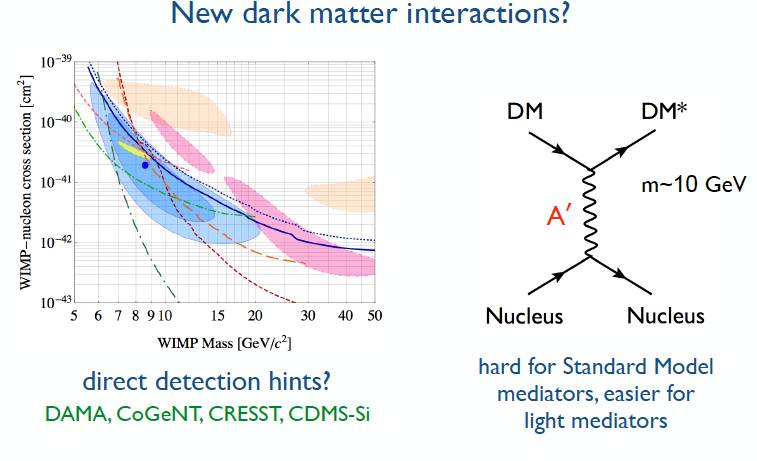 New dark matter interactions?
WIMP–nucleon cross section [cm²]
10⁻³⁹
10⁻⁴⁰
10⁻⁴¹
10⁻⁴²
10⁻⁴³
5 6 7 8 9 10 15 20 30 40 50
WIMP Mass [GeV/c²]
direct detection hints?
DAMA, CoGeNT, CRESST, CDMS-Si
DM DM*
m~10 GeV
A′
Nucleus Nucleus
hard for Standard Model
mediators, easier for
light mediators